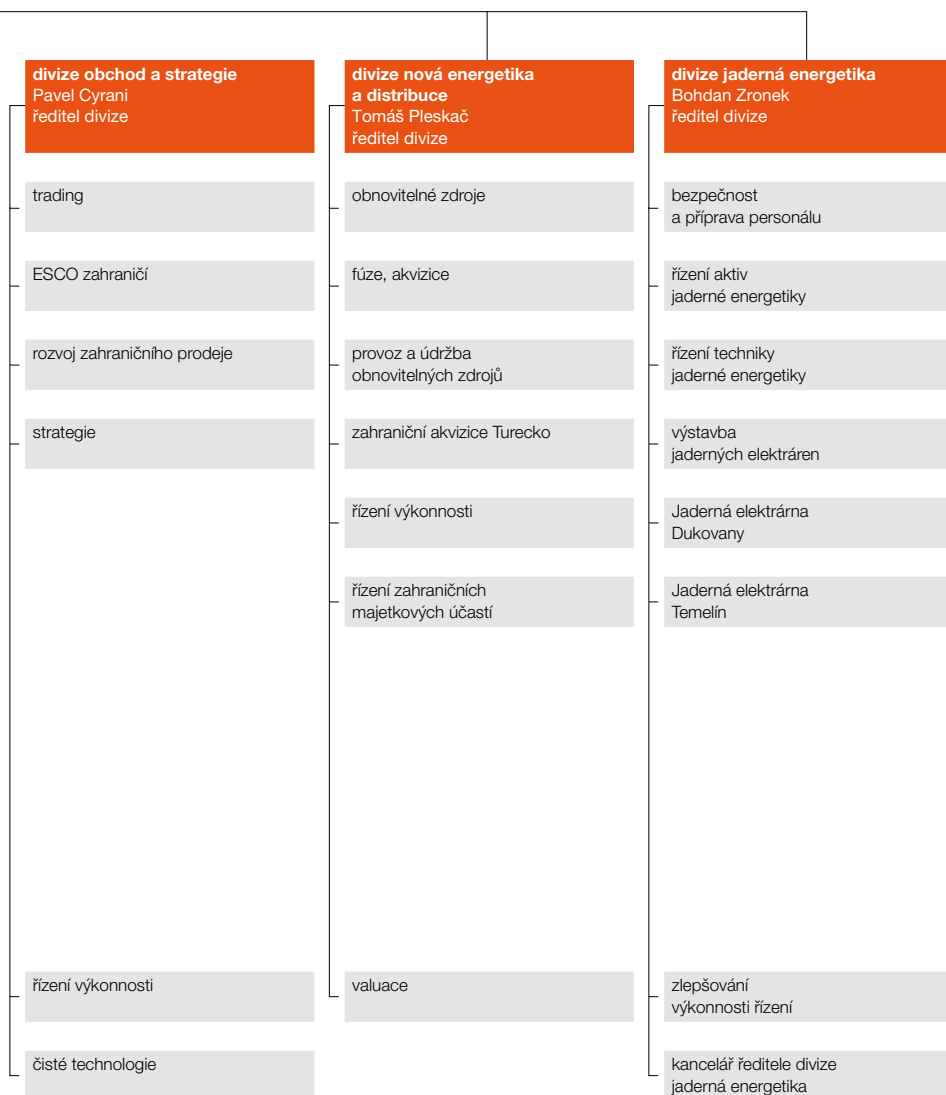 divize obchod a strategie
Pavel Cyrani
ředitel divize
trading
ESCO zahraničí
rozvoj zahraničního prodeje
strategie
řízení výkonnosti
čisté technologie
divize nová energetika
a distribuce
Tomáš Pleskač
ředitel divize
obnovitelné zdroje
fúze, akvizice
provoz a údržba
obnovitelných zdrojů
zahraniční akvizice Turecko
řízení výkonnosti
řízení zahraničních
majetkových účastí
valuace
divize jaderná energetika
Bohdan Zronek
ředitel divize
bezpečnost
a příprava personálu
řízení aktiv
jaderné energetiky
řízení techniky
jaderné energetiky
výstavba
jaderných elektráren
Jaderná elektrárna
Dukovany
Jaderná elektrárna
Temelín
zlepšování
výkonnosti řízení
kancelář ředitele divize
jaderná energetika